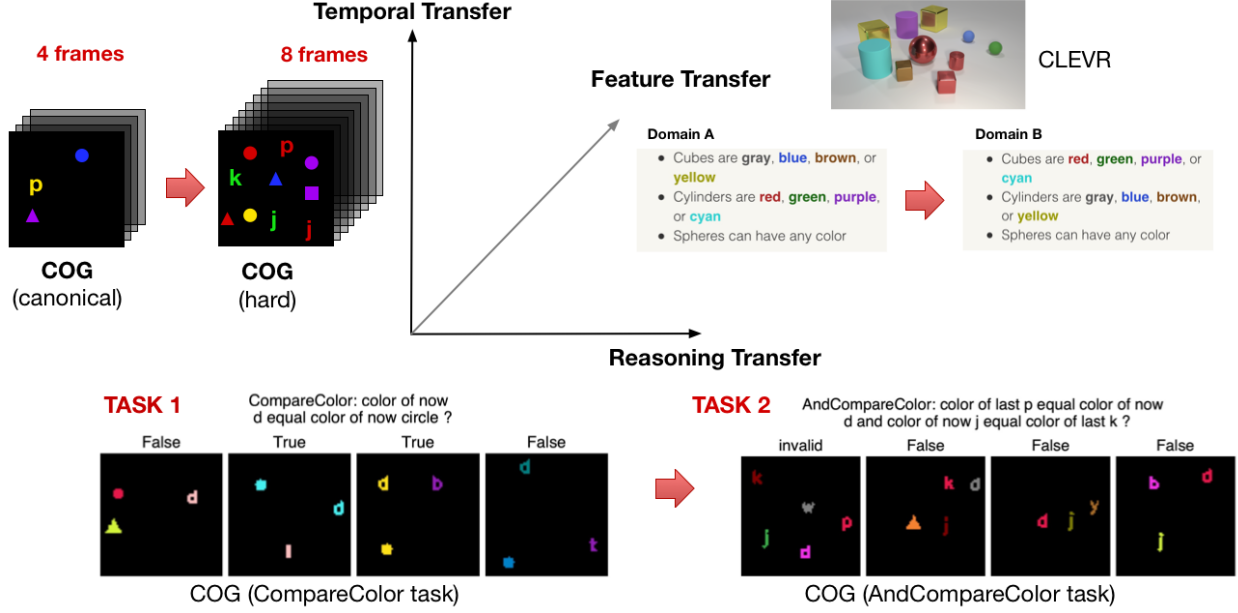 Temporal Transfer
4 frames
8 frames
p
p
k
j
j
COG
(canonical)
COG
(hard)
Feature Transfer
CLEVR
Domain A
• Cubes are gray, blue, brown, or
yellow
• Cylinders are red, green, purple,
or cyan
• Spheres can have any color
Domain B
• Cubes are red, green, purple, or
cyan
• Cylinders are gray, blue, brown,
or yellow
• Spheres can have any color
Reasoning Transfer
TASK 1
CompareColor: color of now
d equal color of now circle ?
False True True False
d
d
l
d b
d
t
COG (CompareColor task)
TASK 2
AndCompareColor: color of last p equal color of now
d and color of now j equal color of last k ?
invalid False False False
k
w
p
j
d
k d
j
y
d j
b d
j
COG (AndCompareColor task)